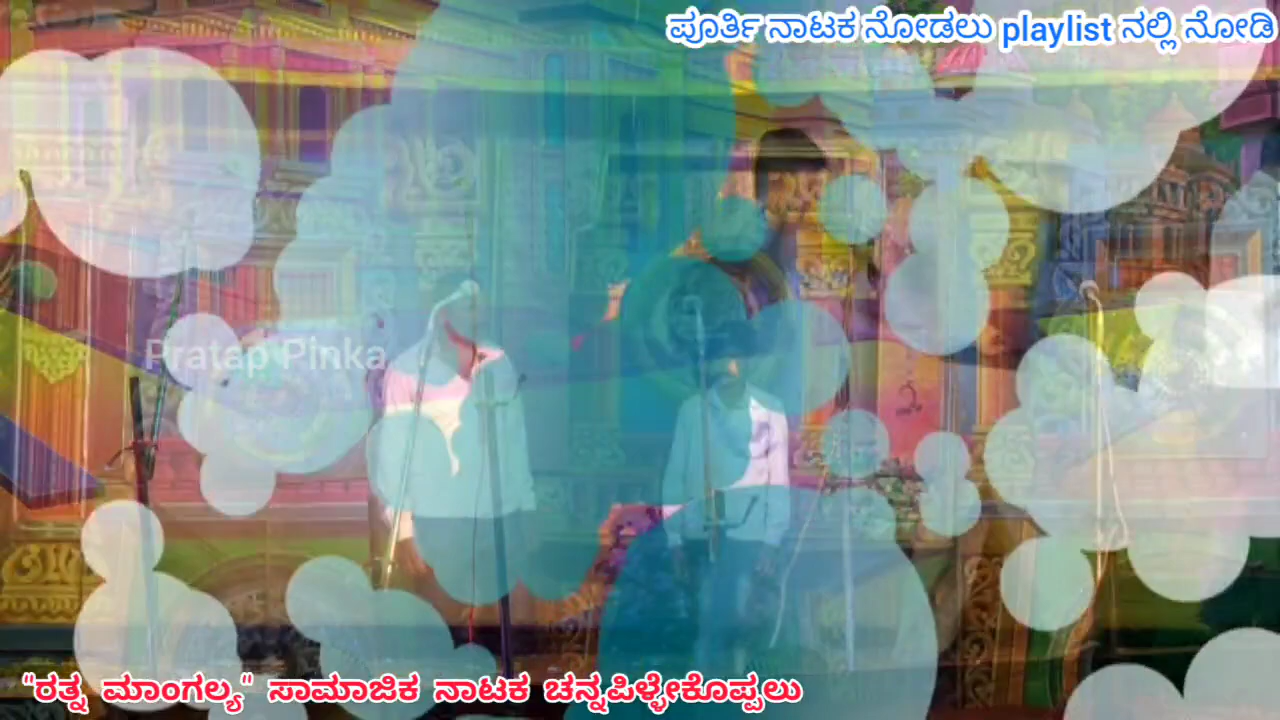 ಪೂರ್ತಿ ನಾಟಕ ನೋಡಲು playlist ನಲ್ಲಿ ನೋಡಿ
Pratap Pinka
"ರತ್ನ ಮಾಂಗಲ್ಯ" ಸಾಮಾಜಿಕ ನಾಟಕ ಚನ್ನಪಿಳ್ಳೇಕೊಪ್ಪಲು